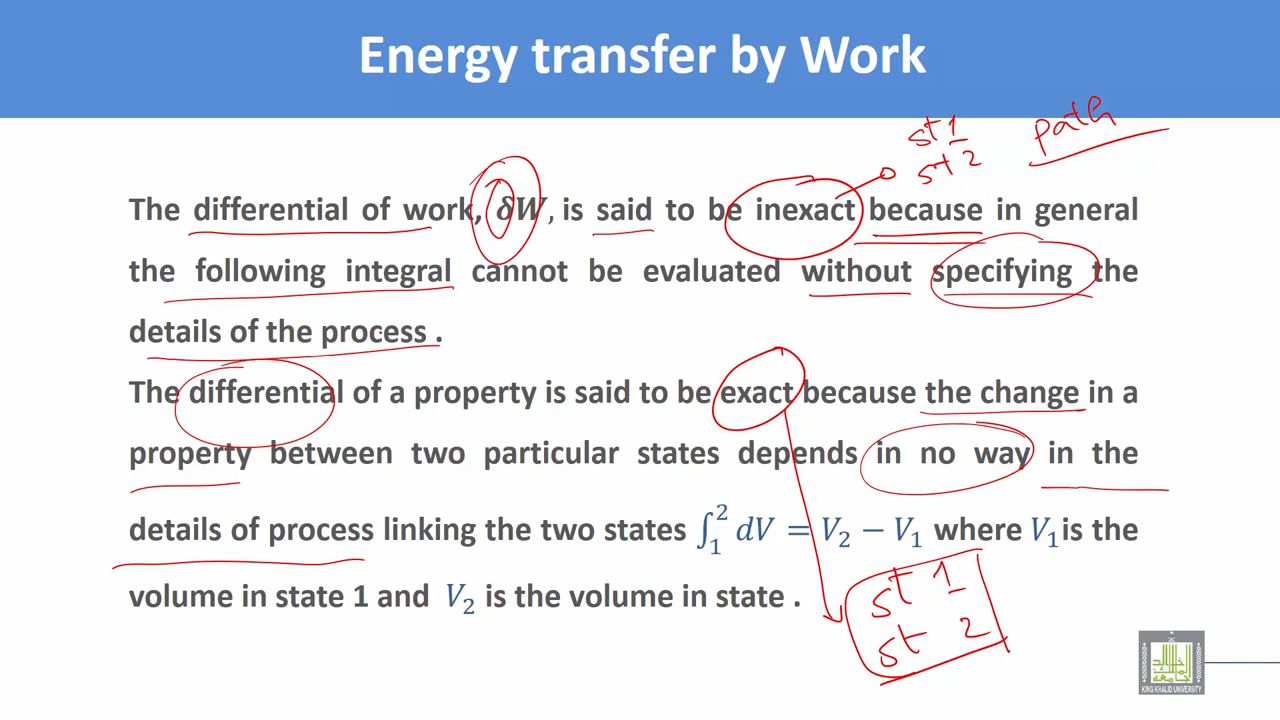 Energy transfer by Work
st 1
st 2
path
The differential of work, δW, is said to be inexact because in general
the following integral cannot be evaluated without specifying the
details of the process .
The differential of a property is said to be exact because the change in a
property between two particular states depends in no way in the
details of process linking the two states ∫₁² dV = V₂ − V₁ where V₁is the
volume in state 1 and V₂ is the volume in state .
st 1
st 2
KING KHALID UNIVERSITY